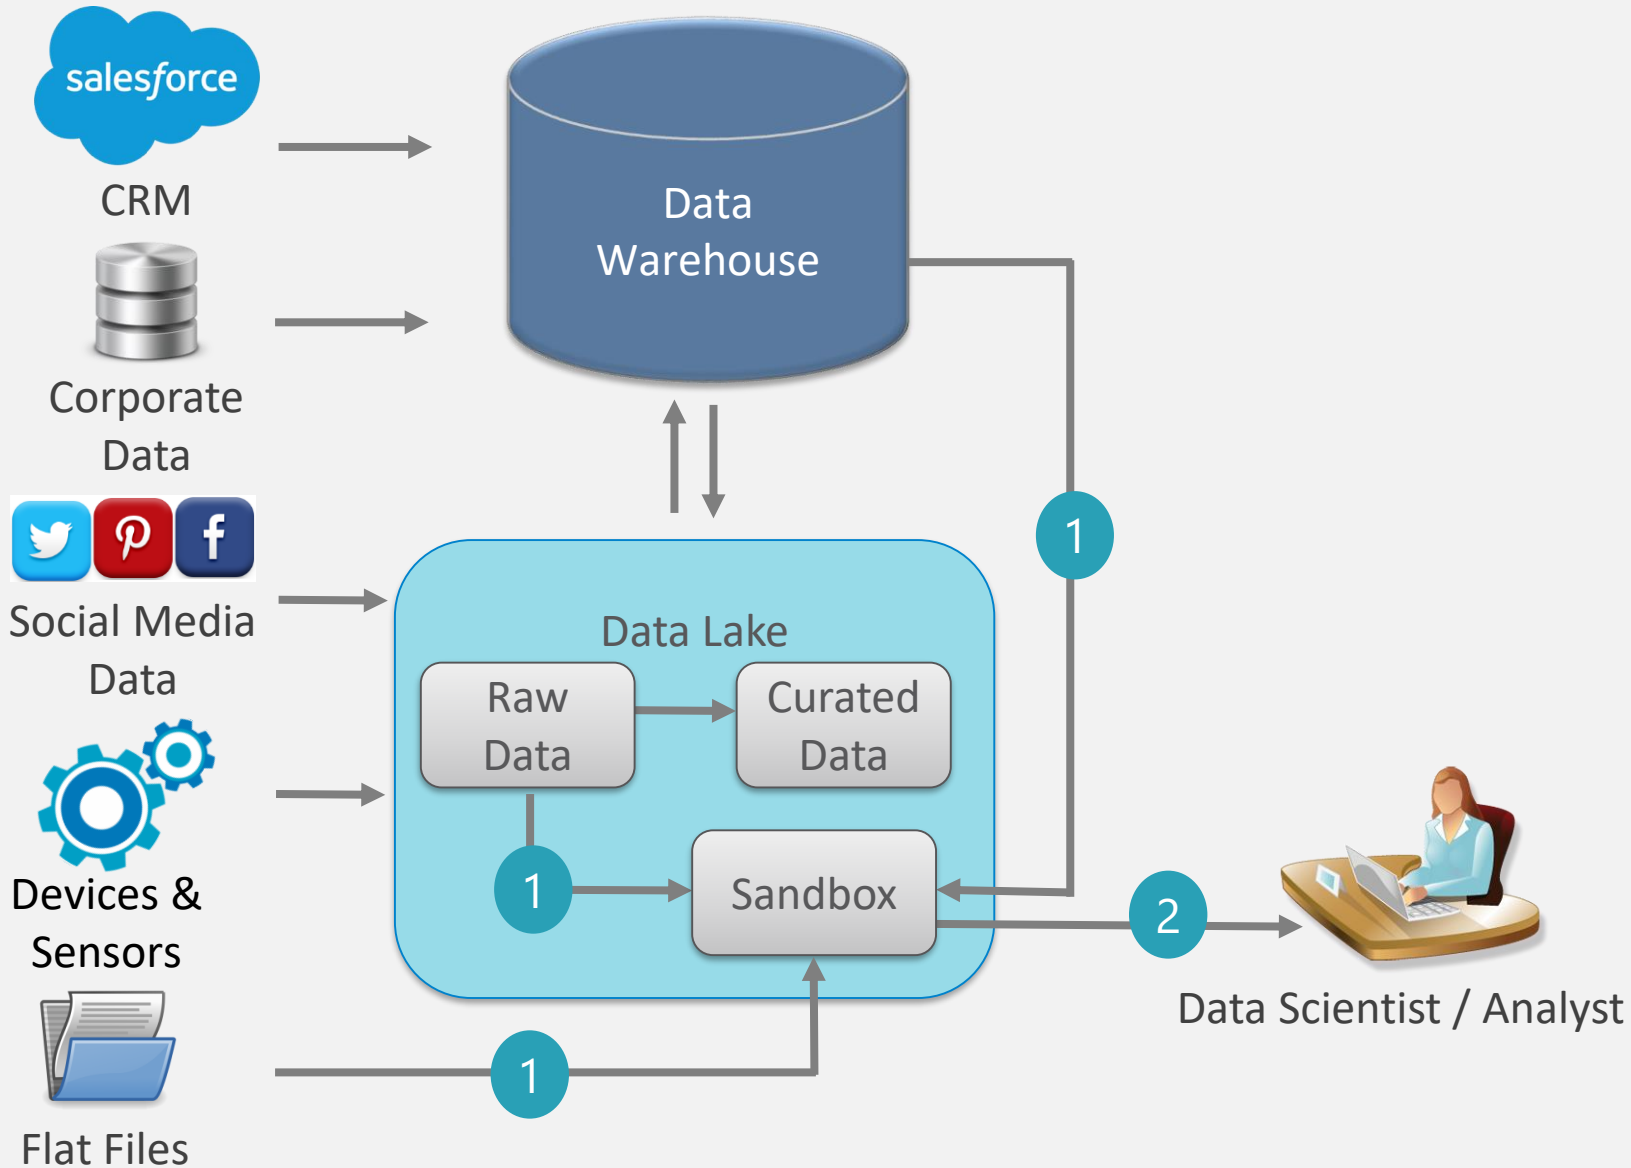 salesforce
CRM
Corporate
Data
Social Media
Data
Devices &
Sensors
Flat Files
Data
Warehouse
1
Data Lake
Raw
Data
Curated
Data
1
Sandbox
2
1
Data Scientist / Analyst